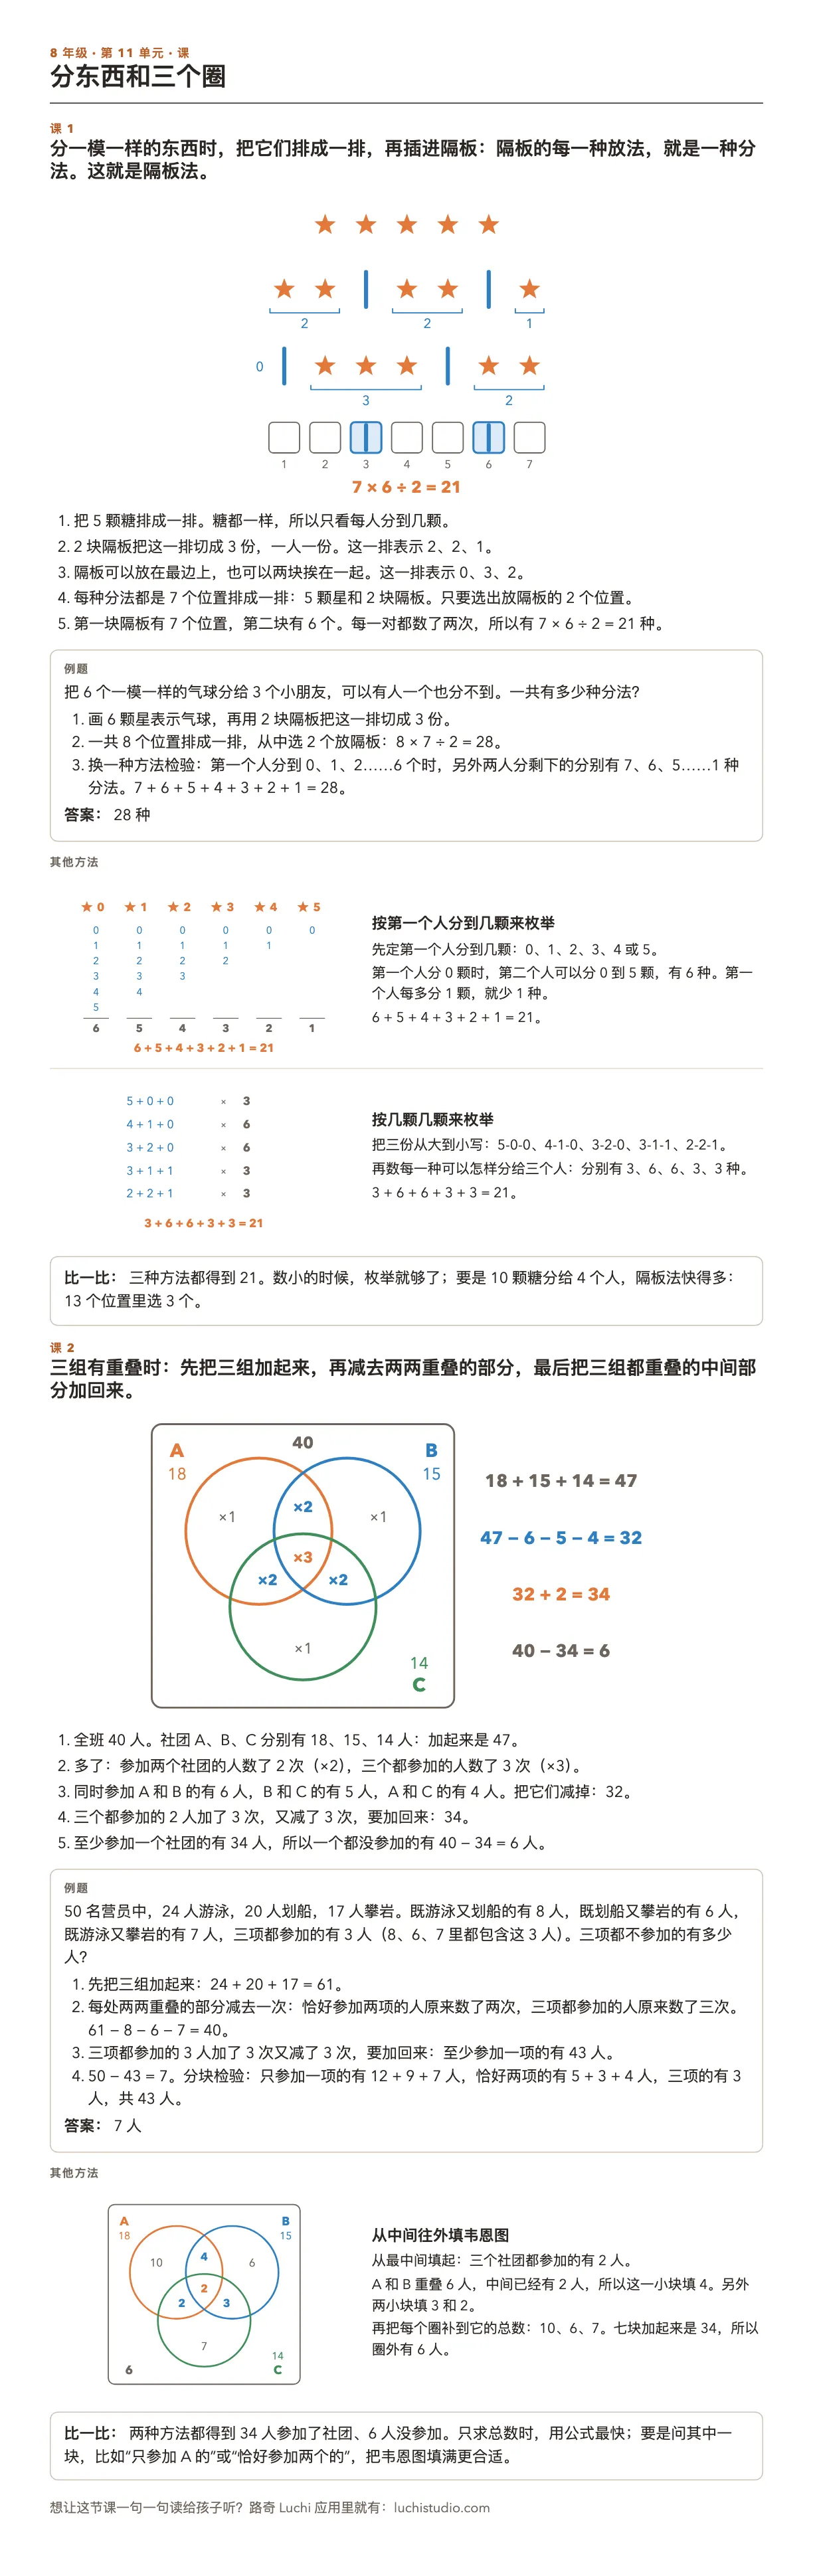 8 年级 · 第 11 单元 · 课
分东西和三个圈
课 1
分一模一样的东西时，把它们排成一排，再插进隔板：隔板的每一种放法，就是一种分
法。这就是隔板法。
2 2 1
0
3 2
1 2 3 4 5 6 7
7 × 6 ÷ 2 = 21
1. 把 5 颗糖排成一排。糖都一样，所以只看每人分到几颗。
2. 2 块隔板把这一排切成 3 份，一人一份。这一排表示 2、2、1。
3. 隔板可以放在最边上，也可以两块挨在一起。这一排表示 0、3、2。
4. 每种分法都是 7 个位置排成一排：5 颗星和 2 块隔板。只要选出放隔板的 2 个位置。
5. 第一块隔板有 7 个位置，第二块有 6 个。每一对都数了两次，所以有 7 × 6 ÷ 2 = 21 种。
例题
把 6 个一模一样的气球分给 3 个小朋友，可以有人一个也分不到。一共有多少种分法？
1. 画 6 颗星表示气球，再用 2 块隔板把这一排切成 3 份。
2. 一共 8 个位置排成一排，从中选 2 个放隔板：8 × 7 ÷ 2 = 28。
3. 换一种方法检验：第一个人分到 0、1、2……6 个时，另外两人分剩下的分别有 7、6、5……1 种
分法。7 + 6 + 5 + 4 + 3 + 2 + 1 = 28。
答案： 28 种
其他方法
★ 0 ★ 1 ★ 2 ★ 3 ★ 4 ★ 5
0 0 0 0 0 0
1 1 1 1 1
2 2 2 2
3 3 3
4 4
5
6 5 4 3 2 1
6 + 5 + 4 + 3 + 2 + 1 = 21
按第一个人分到几颗来枚举
先定第一个人分到几颗：0、1、2、3、4 或 5。
第一个人分 0 颗时，第二个人可以分 0 到 5 颗，有 6 种。第一
个人每多分 1 颗，就少 1 种。
6 + 5 + 4 + 3 + 2 + 1 = 21。
5 + 0 + 0 × 3
4 + 1 + 0 × 6
3 + 2 + 0 × 6
3 + 1 + 1 × 3
2 + 2 + 1 × 3
3 + 6 + 6 + 3 + 3 = 21
按几颗几颗来枚举
把三份从大到小写：5-0-0、4-1-0、3-2-0、3-1-1、2-2-1。
再数每一种可以怎样分给三个人：分别有 3、6、6、3、3 种。
3 + 6 + 6 + 3 + 3 = 21。
比一比： 三种方法都得到 21。数小的时候，枚举就够了；要是 10 颗糖分给 4 个人，隔板法快得多：
13 个位置里选 3 个。
课 2
三组有重叠时：先把三组加起来，再减去两两重叠的部分，最后把三组都重叠的中间部
分加回来。
40
A B
18 15
×1 ×2 ×1
×3
×2 ×2
×1
14
C
18 + 15 + 14 = 47
47 − 6 − 5 − 4 = 32
32 + 2 = 34
40 − 34 = 6
1. 全班 40 人。社团 A、B、C 分别有 18、15、14 人：加起来是 47。
2. 多了：参加两个社团的人数了 2 次（×2），三个都参加的人数了 3 次（×3）。
3. 同时参加 A 和 B 的有 6 人，B 和 C 的有 5 人，A 和 C 的有 4 人。把它们减掉：32。
4. 三个都参加的 2 人加了 3 次，又减了 3 次，要加回来：34。
5. 至少参加一个社团的有 34 人，所以一个都没参加的有 40 − 34 = 6 人。
例题
50 名营员中，24 人游泳，20 人划船，17 人攀岩。既游泳又划船的有 8 人，既划船又攀岩的有 6 人，
既游泳又攀岩的有 7 人，三项都参加的有 3 人（8、6、7 里都包含这 3 人）。三项都不参加的有多少
人？
1. 先把三组加起来：24 + 20 + 17 = 61。
2. 每处两两重叠的部分减去一次：恰好参加两项的人原来数了两次，三项都参加的人原来数了三次。
61 − 8 − 6 − 7 = 40。
3. 三项都参加的 3 人加了 3 次又减了 3 次，要加回来：至少参加一项的有 43 人。
4. 50 − 43 = 7。分块检验：只参加一项的有 12 + 9 + 7 人，恰好两项的有 5 + 3 + 4 人，三项的有 3
人，共 43 人。
答案： 7 人
其他方法
A B
18 15
10 4 6
2
2 3
7
14
6 C
从中间往外填韦恩图
从最中间填起：三个社团都参加的有 2 人。
A 和 B 重叠 6 人，中间已经有 2 人，所以这一小块填 4。另外
两小块填 3 和 2。
再把每个圈补到它的总数：10、6、7。七块加起来是 34，所以
圈外有 6 人。
比一比： 两种方法都得到 34 人参加了社团、6 人没参加。只求总数时，用公式最快；要是问其中一
块，比如“只参加 A 的”或“恰好参加两个的”，把韦恩图填满更合适。
想让这节课一句一句读给孩子听？路奇 Luchi 应用里就有：luchistudio.com